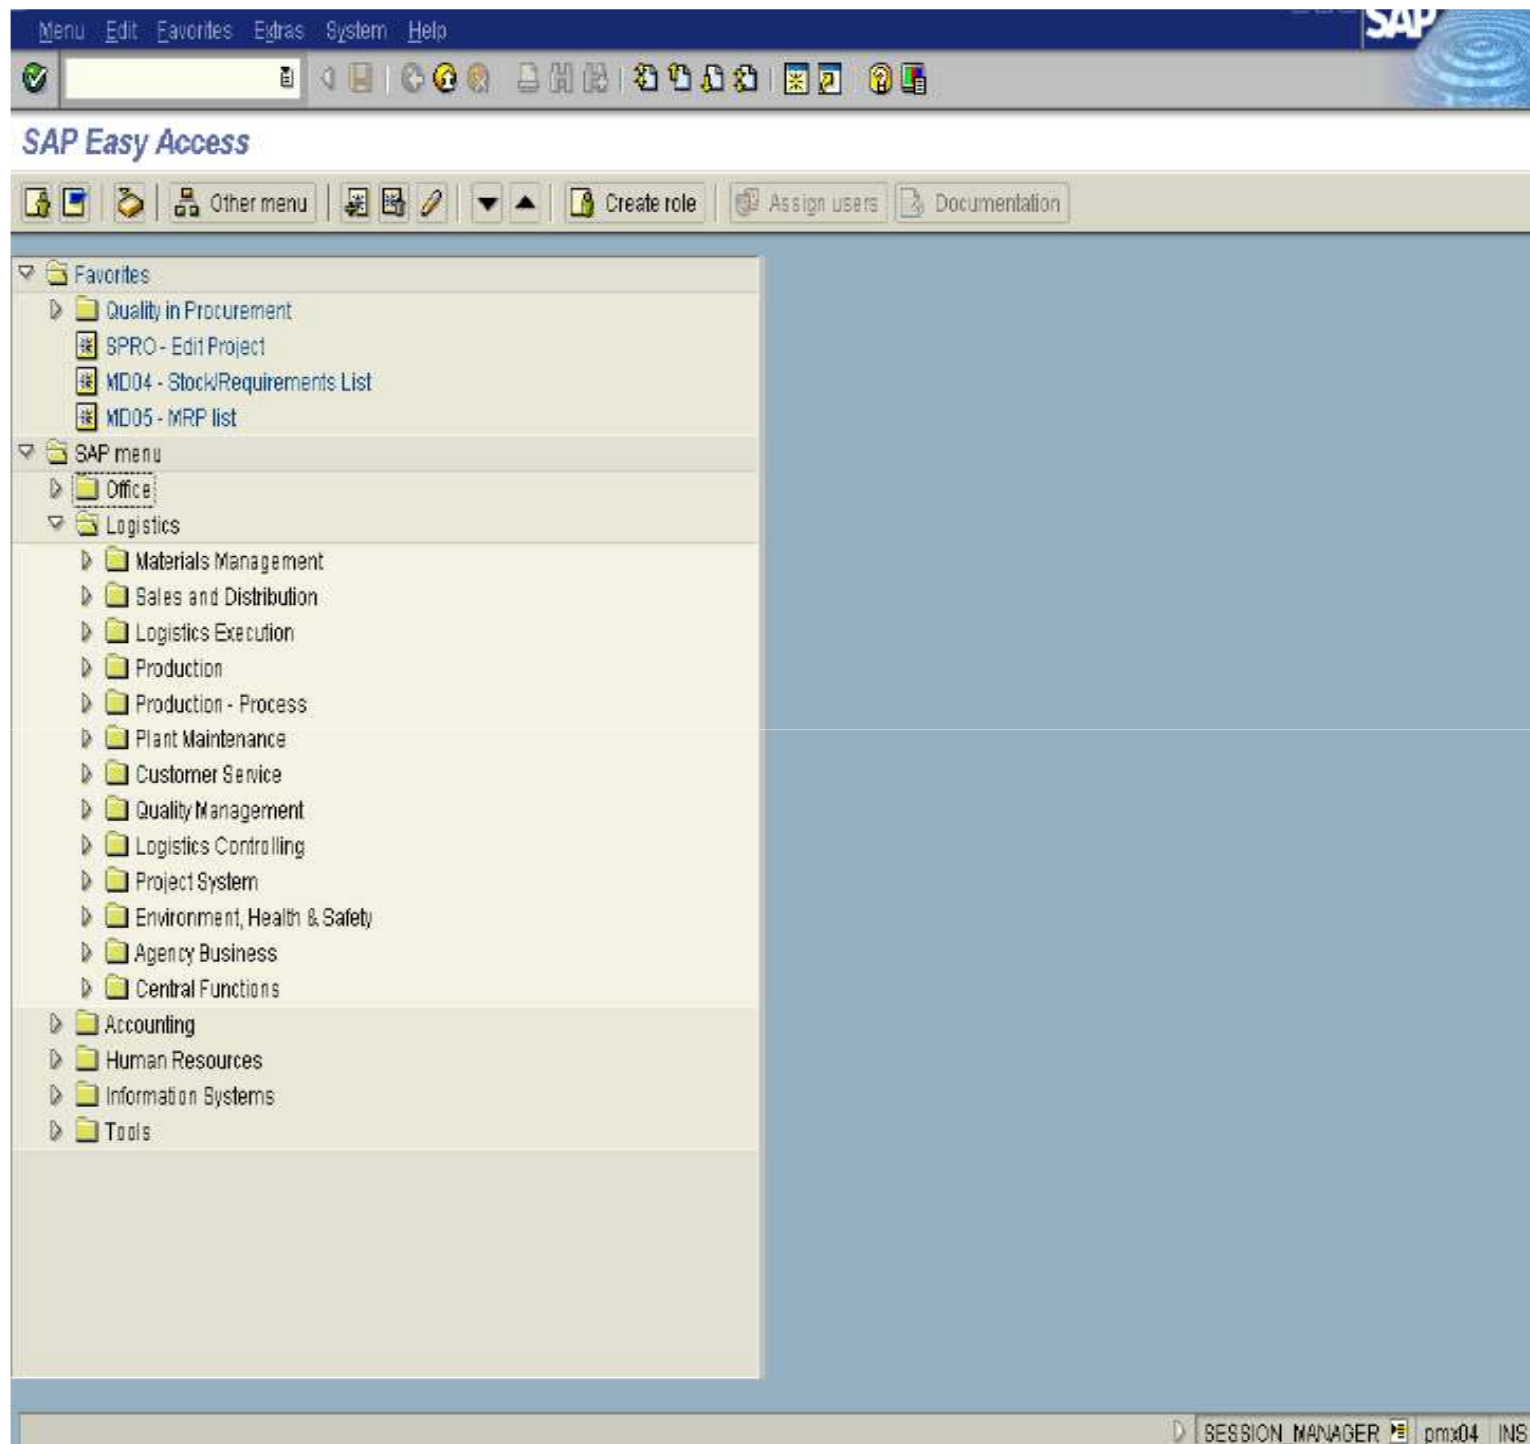 Menu Edit Favorites Extras System Help
SAP
SAP Easy Access
Other menu Create role Assign users Documentation
Favorites
Quality in Procurement
SPRO - Edit Project
MD04 - Stock/Requirements List
MD05 - MRP list
SAP menu
Office
Logistics
Materials Management
Sales and Distribution
Logistics Execution
Production
Production - Process
Plant Maintenance
Customer Service
Quality Management
Logistics Controlling
Project System
Environment, Health & Safety
Agency Business
Central Functions
Accounting
Human Resources
Information Systems
Tools
SESSION_MANAGER pmx04 INS